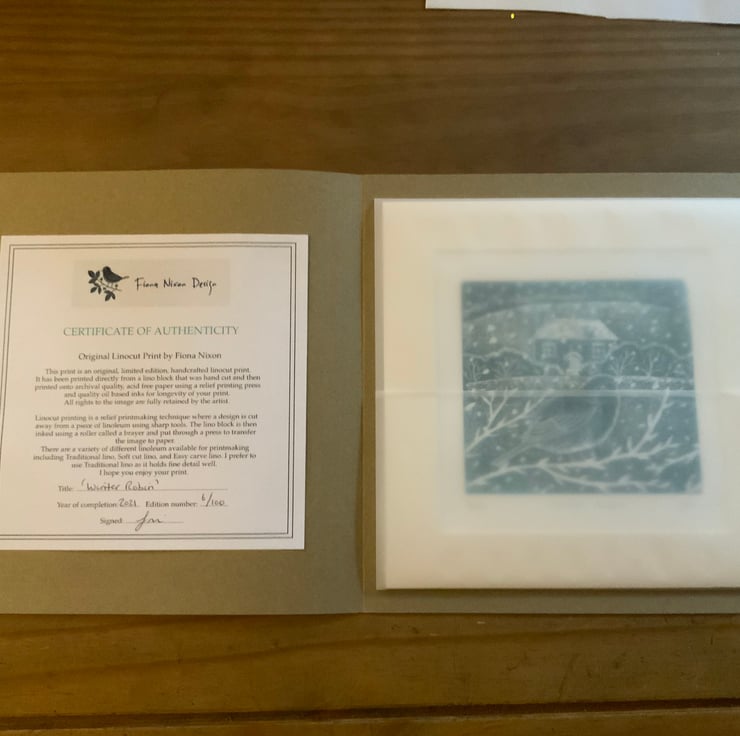 Fiona Nixon Design
CERTIFICATE OF AUTHENTICITY
Original Linocut Print by Fiona Nixon
This print is an original, limited edition, handcrafted linocut print.
It has been printed directly from a lino block that was hand cut and then
printed onto archival quality, acid free paper using a relief printing press
and quality oil based inks for longevity of your print.
All rights to the image are fully retained by the artist.
Linocut printing is a relief printmaking technique where a design is cut
away from a piece of linoleum using sharp tools. The lino block is then
inked using a roller called a brayer and put through a press to transfer
the image to paper.
There are a variety of different linoleum available for printmaking
including Traditional lino, Soft cut lino, and Easy carve lino. I prefer to
use Traditional lino as it holds fine detail well.
I hope you enjoy your print.
Title: 'Winter Robin'
Year of completion: 2021 Edition number: 6/100
Signed: